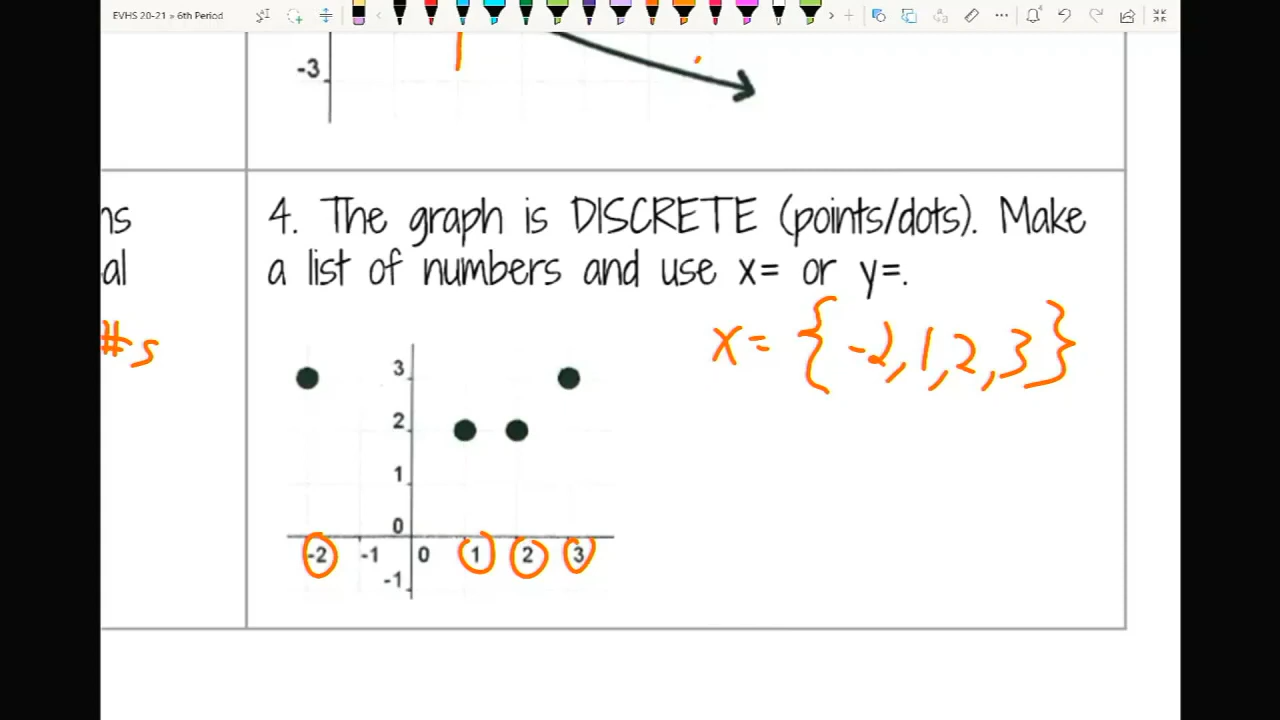 EVHS 20-21 » 6th Period
-3
ns
al
#s
4. The graph is DISCRETE (points/dots). Make
a list of numbers and use x= or y=.
x= {-2,1,2,3}
3
2
1
0
-2 -1 0 1 2 3
-1